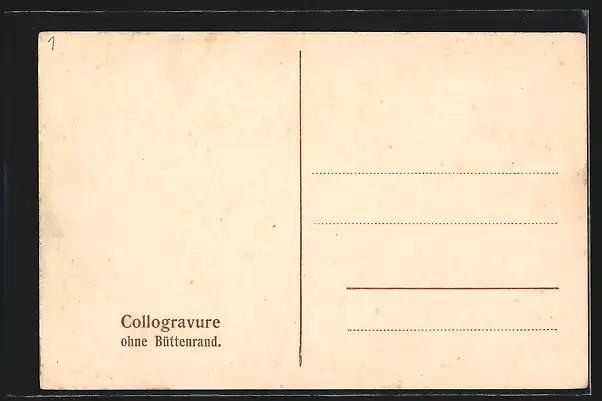 1
Collogravure
ohne Büttenrand.